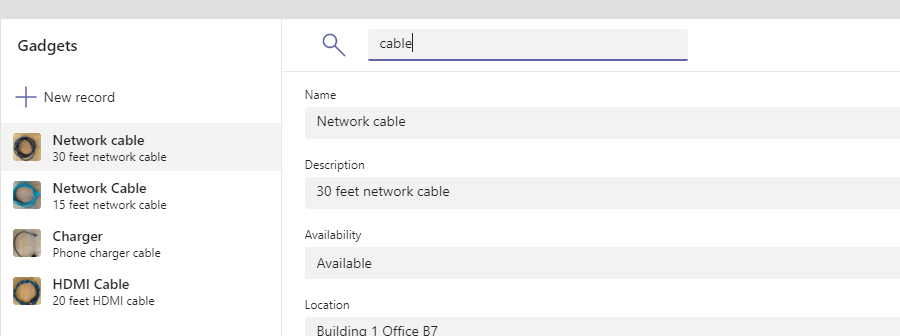 Gadgets
New record
Network cable
30 feet network cable
Network Cable
15 feet network cable
Charger
Phone charger cable
HDMI Cable
20 feet HDMI cable
cable
Name
Network cable
Description
30 feet network cable
Availability
Available
Location
Building 1 Office B7